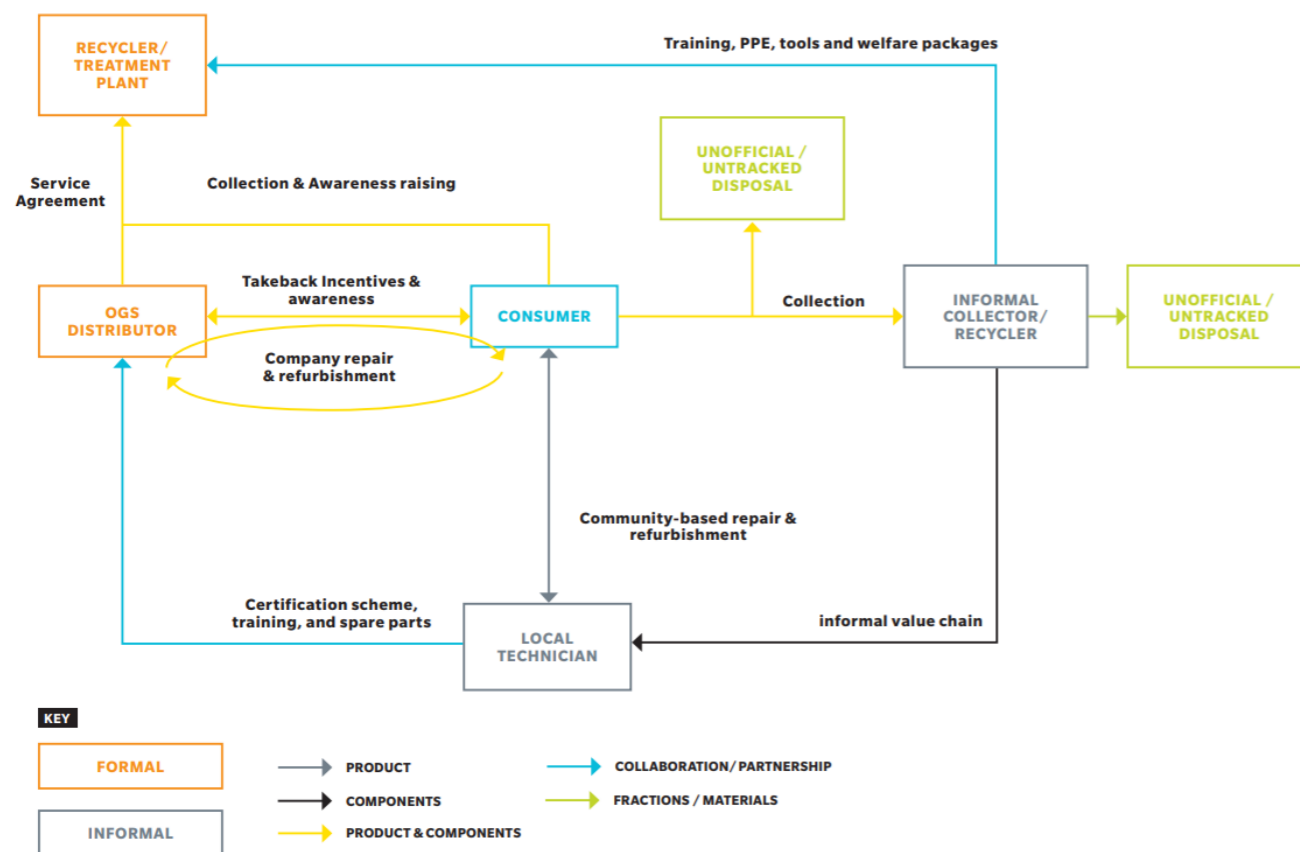 RECYCLER/
TREATMENT
PLANT
Training, PPE, tools and welfare packages
UNOFFICIAL /
UNTRACKED
DISPOSAL
Service
Agreement
Collection & Awareness raising
OGS
DISTRIBUTOR
Takeback Incentives &
awareness
CONSUMER
Collection
INFORMAL
COLLECTOR/
RECYCLER
UNOFFICIAL /
UNTRACKED
DISPOSAL
Company repair
& refurbishment
Community-based repair &
refurbishment
Certification scheme,
training, and spare parts
LOCAL
TECHNICIAN
informal value chain
KEY
FORMAL
INFORMAL
PRODUCT
COMPONENTS
PRODUCT & COMPONENTS
COLLABORATION/PARTNERSHIP
FRACTIONS / MATERIALS